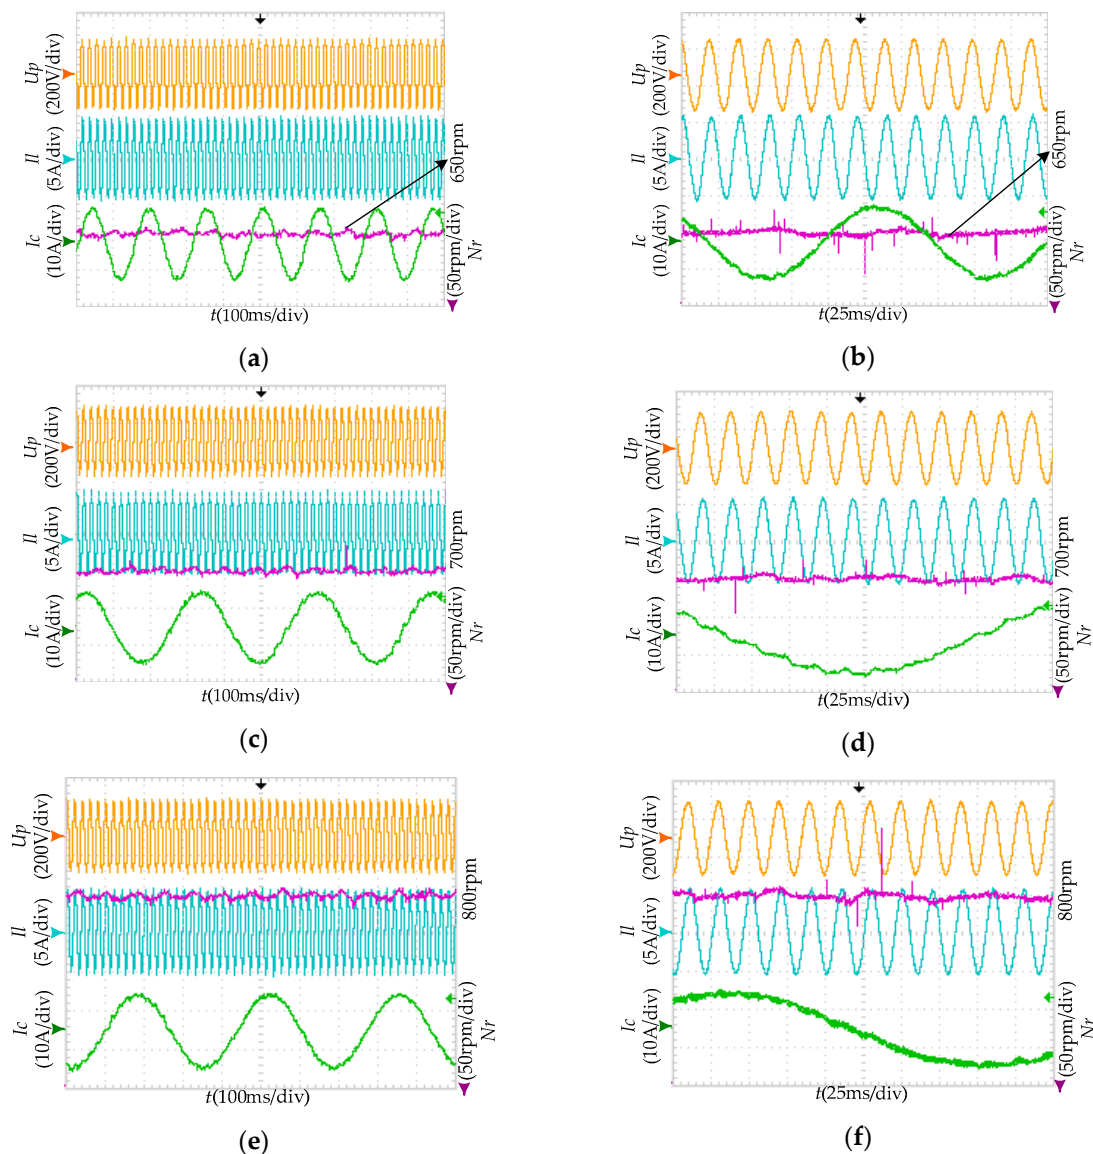 Up
(200V/div)
Il
(5A/div)
Ic
(10A/div)
650rpm
(50rpm/div)
Nr
t(100ms/div)
(a)
Up
(200V/div)
Il
(5A/div)
Ic
(10A/div)
650rpm
(50rpm/div)
Nr
t(25ms/div)
(b)
Up
(200V/div)
Il
(5A/div)
Ic
(10A/div)
700rpm
(50rpm/div)
Nr
t(100ms/div)
(c)
Up
(200V/div)
Il
(5A/div)
Ic
(10A/div)
700rpm
(50rpm/div)
Nr
t(25ms/div)
(d)
Up
(200V/div)
Il
(5A/div)
Ic
(10A/div)
800rpm
(50rpm/div)
Nr
t(100ms/div)
(e)
Up
(200V/div)
Il
(5A/div)
Ic
(10A/div)
800rpm
(50rpm/div)
Nr
t(25ms/div)
(f)